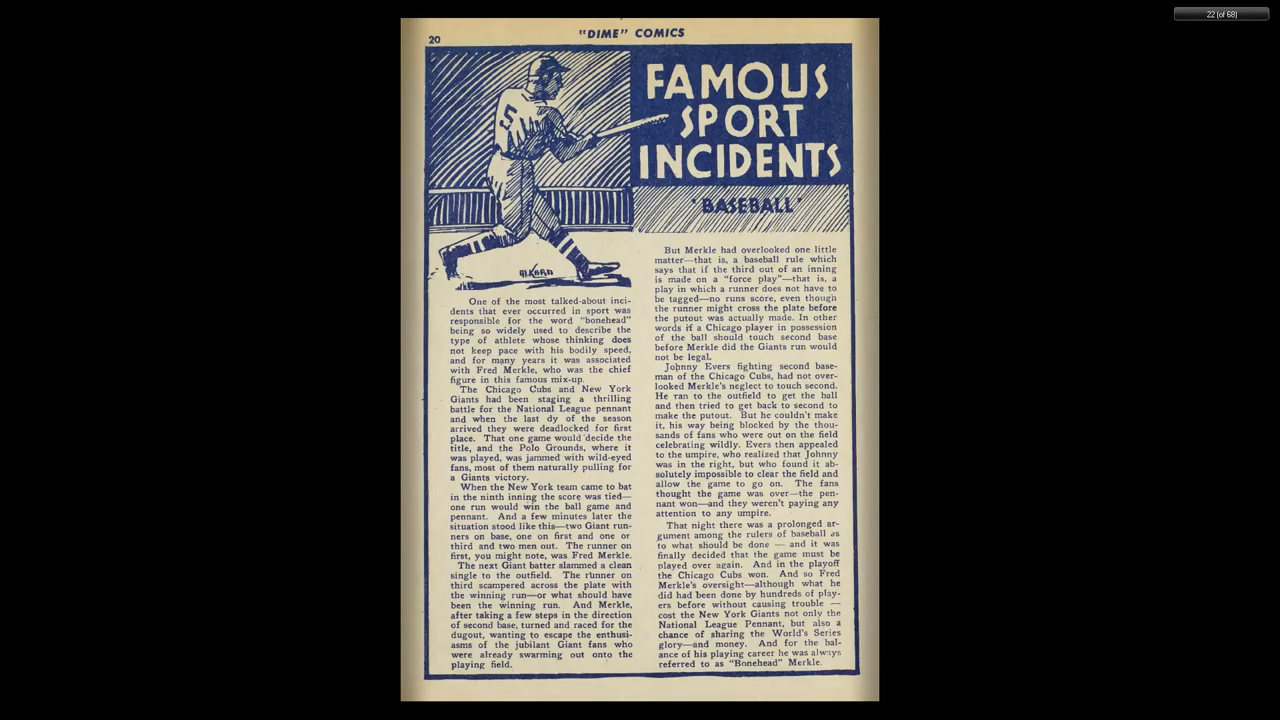 22 (of 68)
20
"DIME" COMICS
5
FAMOUS
SPORT
INCIDENTS
'BASEBALL'
One of the most talked-about inci-
dents that ever occurred in sport was
responsible for the word "bonehead"
being so widely used to describe the
type of athlete whose thinking does
not keep pace with his bodily speed,
and for many years it was associated
with Fred Merkle, who was the chief
figure in this famous mix-up.
The Chicago Cubs and New York
Giants had been staging a thrilling
battle for the National League pennant
and when the last dy of the season
arrived they were deadlocked for first
place. That one game would decide the
title, and the Polo Grounds, where it
was played, was jammed with wild-eyed
fans, most of them naturally pulling for
a Giants victory.
When the New York team came to bat
in the ninth inning the score was tied—
one run would win the ball game and
pennant. And a few minutes later the
situation stood like this—two Giant run-
ners on base, one on first and one or
third and two men out. The runner on
first, you might note, was Fred Merkle.
The next Giant batter slammed a clean
single to the outfield. The runner on
third scampered across the plate with
the winning run—or what should have
been the winning run. And Merkle,
after taking a few steps in the direction
of second base, turned and raced for the
dugout, wanting to escape the enthusi-
asms of the jubilant Giant fans who
were already swarming out onto the
playing field.
But Merkle had overlooked one little
matter—that is, a baseball rule which
says that if the third out of an inning
is made on a "force play"—that is, a
play in which a runner does not have to
be tagged—no runs score, even though
the runner might cross the plate before
the putout was actually made. In other
words if a Chicago player in possession
of the ball should touch second base
before Merkle did the Giants run would
not be legal.
Johnny Evers fighting second base-
man of the Chicago Cubs, had not over-
looked Merkle's neglect to touch second.
He ran to the outfield to get the ball
and then tried to get back to second to
make the putout. But he couldn't make
it, his way being blocked by the thou-
sands of fans who were out on the field
celebrating wildly. Evers then appealed
to the umpire, who realized that Johnny
was in the right, but who found it ab-
solutely impossible to clear the field and
allow the game to go on. The fans
thought the game was over—the pen-
nant won—and they weren't paying any
attention to any umpire.
That night there was a prolonged ar-
gument among the rulers of baseball as
to what should be done — and it was
finally decided that the game must be
played over again. And in the playoff
the Chicago Cubs won. And so Fred
Merkle's oversight—although what he
did had been done by hundreds of play-
ers before without causing trouble —
cost the New York Giants not only the
National League Pennant, but also a
chance of sharing the World's Series
glory—and money. And for the bal-
ance of his playing career he was always
referred to as "Bonehead" Merkle.